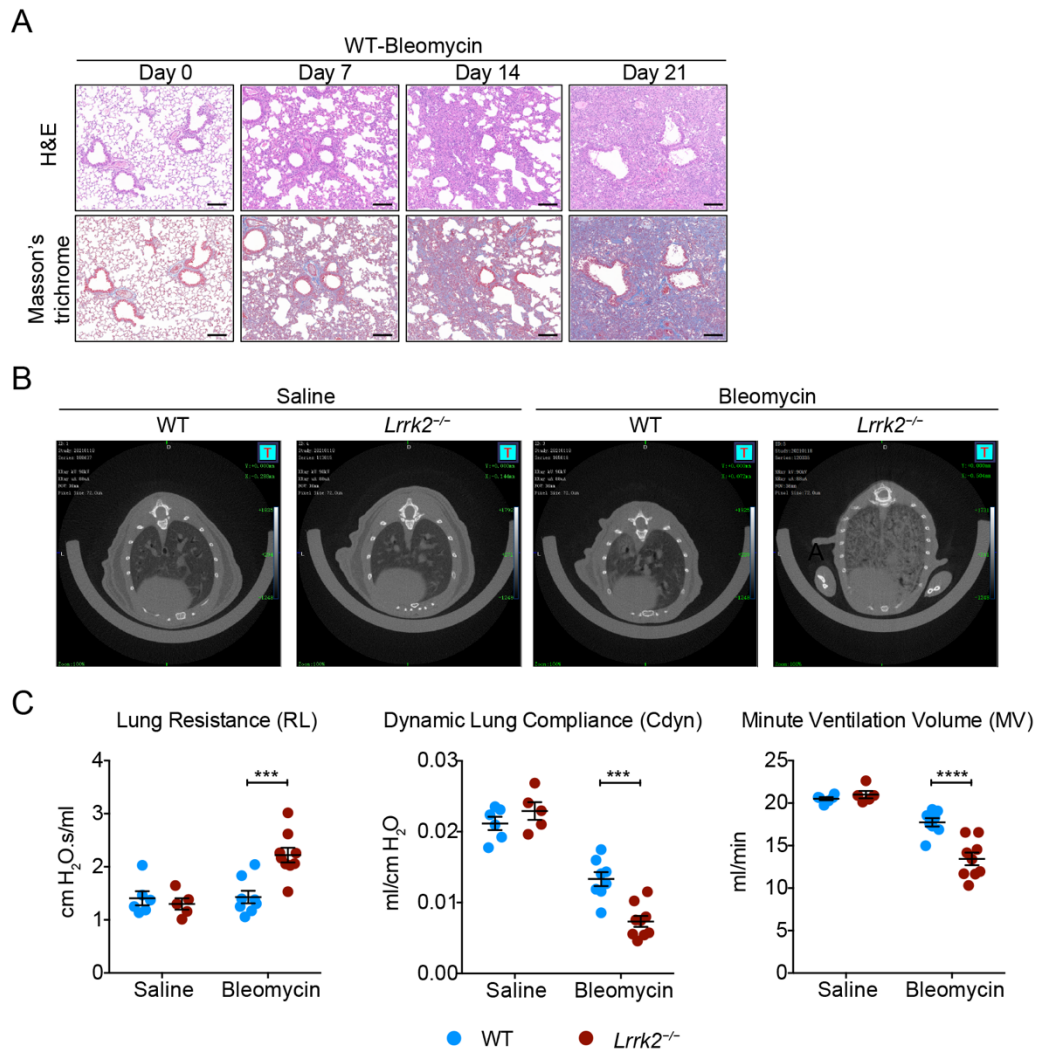 A
WT-Bleomycin
Day 0 Day 7 Day 14 Day 21
H&E
Masson's
trichrome
B
Saline Bleomycin
WT Lrrk2⁻/⁻ WT Lrrk2⁻/⁻
T T T T
A
C
Lung Resistance (RL) Dynamic Lung Compliance (Cdyn) Minute Ventilation Volume (MV)
cm H₂O.s/ml
4
3
2
1
0
***
Saline Bleomycin
ml/cm H₂O
0.03
0.02
0.01
0.00
***
Saline Bleomycin
ml/min
25
20
15
10
5
0
****
Saline Bleomycin
WT Lrrk2⁻/⁻